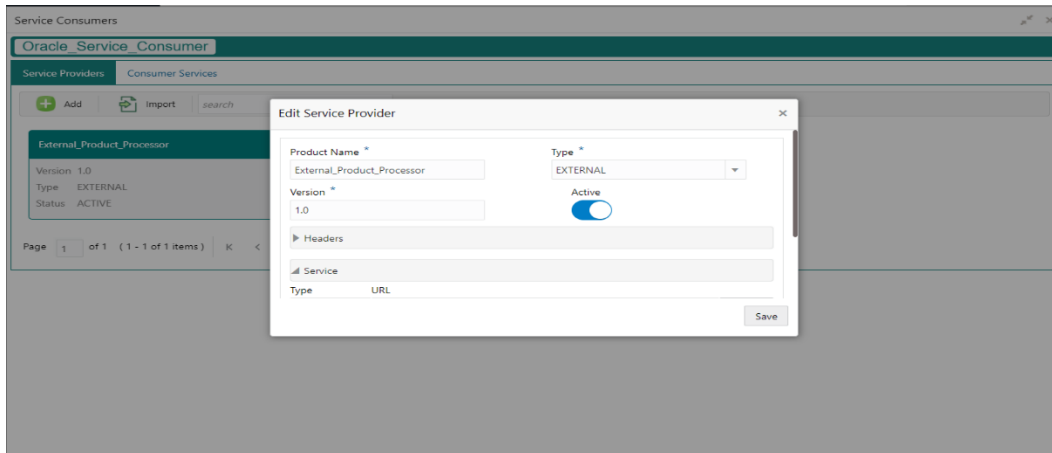 Service Consumers
Oracle_Service_Consumer
Service Providers Consumer Services
Add Import search
External_Product_Processor
Version 1.0
Type EXTERNAL
Status ACTIVE
Page 1 of 1 ( 1 - 1 of 1 items )
Edit Service Provider
Product Name * Type *
External_Product_Processor EXTERNAL
Version * Active
1.0
Headers
Service
Type URL
Save